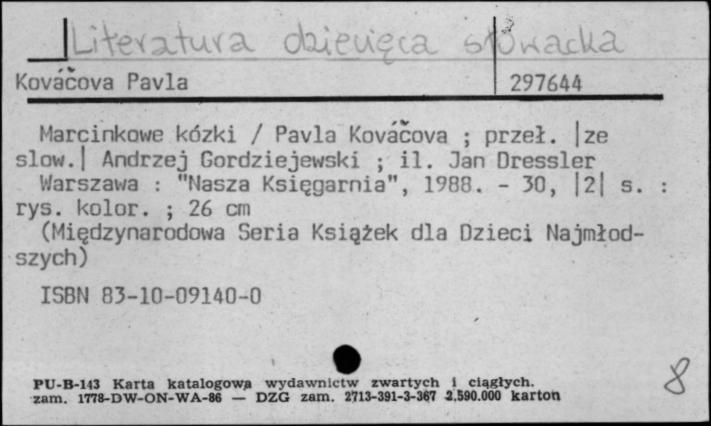 Literatura dziecięca słowacka
Kováčova Pavla 297644
Marcinkowe kózki / Pavla Kováčova ; przeł. |ze
slow.| Andrzej Gordziejewski ; il. Jan Dressler
Warszawa : "Nasza Księgarnia", 1988. - 30, |2| s. :
rys. kolor. ; 26 cm
(Międzynarodowa Seria Książek dla Dzieci Najmłod-
szych)
ISBN 83-10-09140-0
8
PU-B-143 Karta katalogowa wydawnictw zwartych i ciągłych.
zam. 1778-DW-ON-WA-86 — DZG zam. 2713-391-3-367 2.590.000 karton